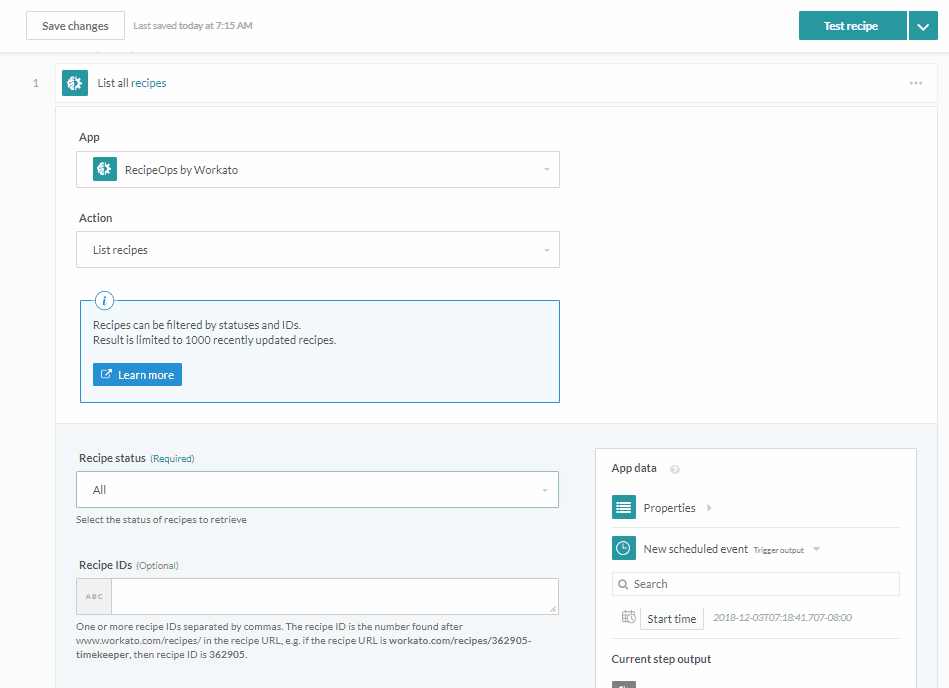 Save changes Last saved today at 7:15 AM Test recipe
1 List all recipes
App
RecipeOps by Workato
Action
List recipes
i
Recipes can be filtered by statuses and IDs.
Result is limited to 1000 recently updated recipes.
Learn more
Recipe status (Required)
All
Select the status of recipes to retrieve
Recipe IDs (Optional)
ABC
One or more recipe IDs separated by commas. The recipe ID is the number found after
www.workato.com/recipes/ in the recipe URL, e.g. if the recipe URL is workato.com/recipes/362905-
timekeeper, then recipe ID is 362905.
App data ?
Properties
New scheduled event Trigger output
Search
Start time 2018-12-03T07:18:41.707-08:00
Current step output